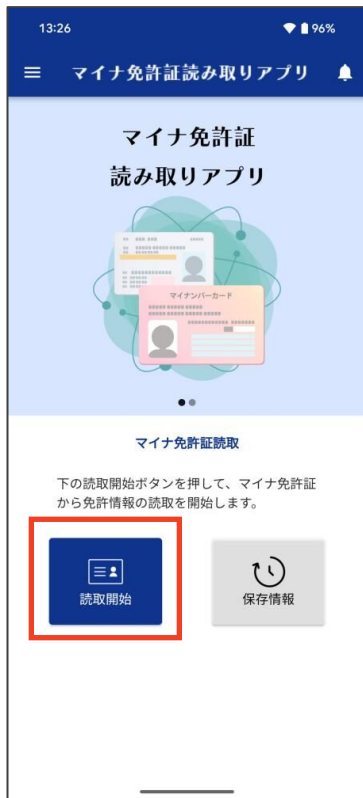 13:26
96%
マイナ免許証読み取りアプリ
マイナ免許証
読み取りアプリ
マイナンバーカード
マイナ免許証読取
下の読取開始ボタンを押して、マイナ免許証
から免許情報の読取を開始します。
読取開始
保存情報